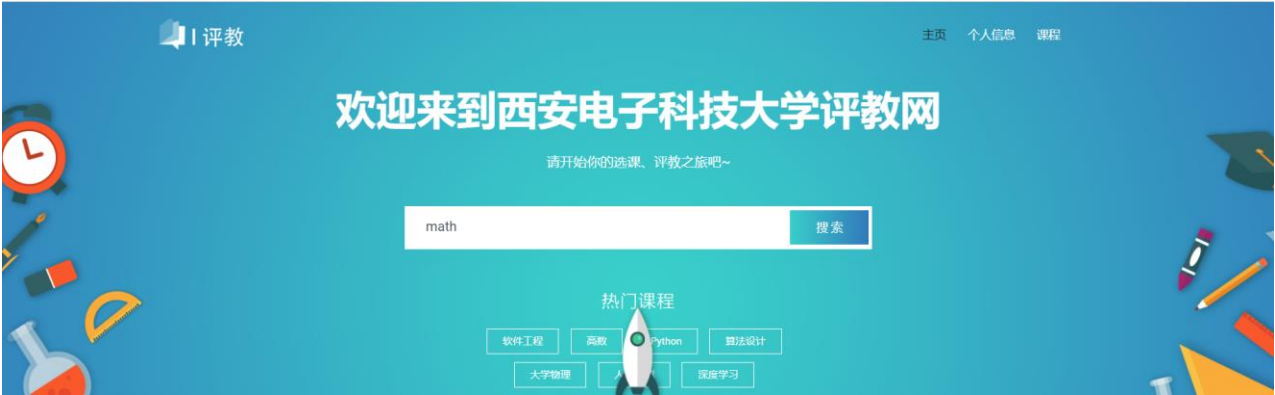 评教
主页 个人信息 课程
欢迎来到西安电子科技大学评教网
请开始你的选课、评教之旅吧~
math 搜索
热门课程
软件工程 高数 Python 算法设计
大学物理 深度学习